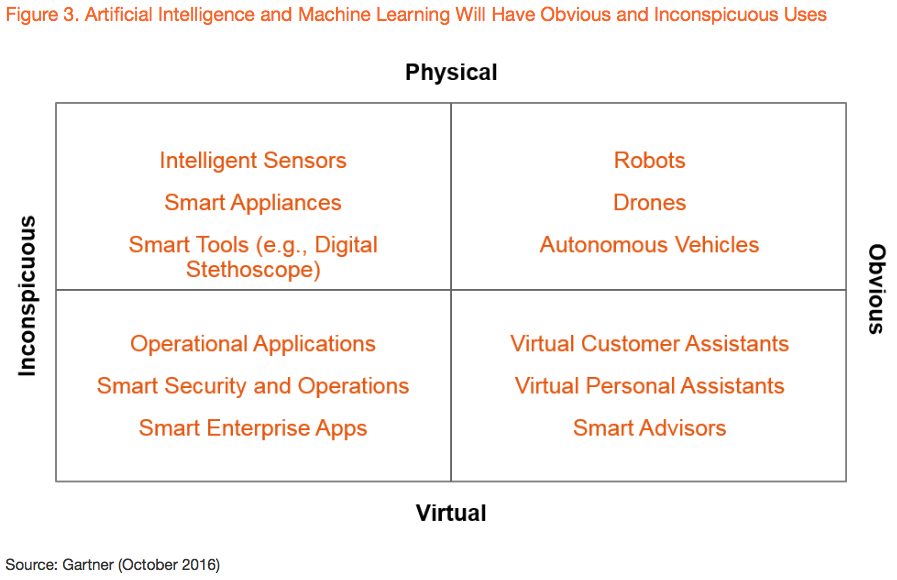 Figure 3. Artificial Intelligence and Machine Learning Will Have Obvious and Inconspicuous Uses
Physical
Inconspicuous
Intelligent Sensors
Smart Appliances
Smart Tools (e.g., Digital
Stethoscope)
Robots
Drones
Autonomous Vehicles
Obvious
Operational Applications
Smart Security and Operations
Smart Enterprise Apps
Virtual Customer Assistants
Virtual Personal Assistants
Smart Advisors
Virtual
Source: Gartner (October 2016)